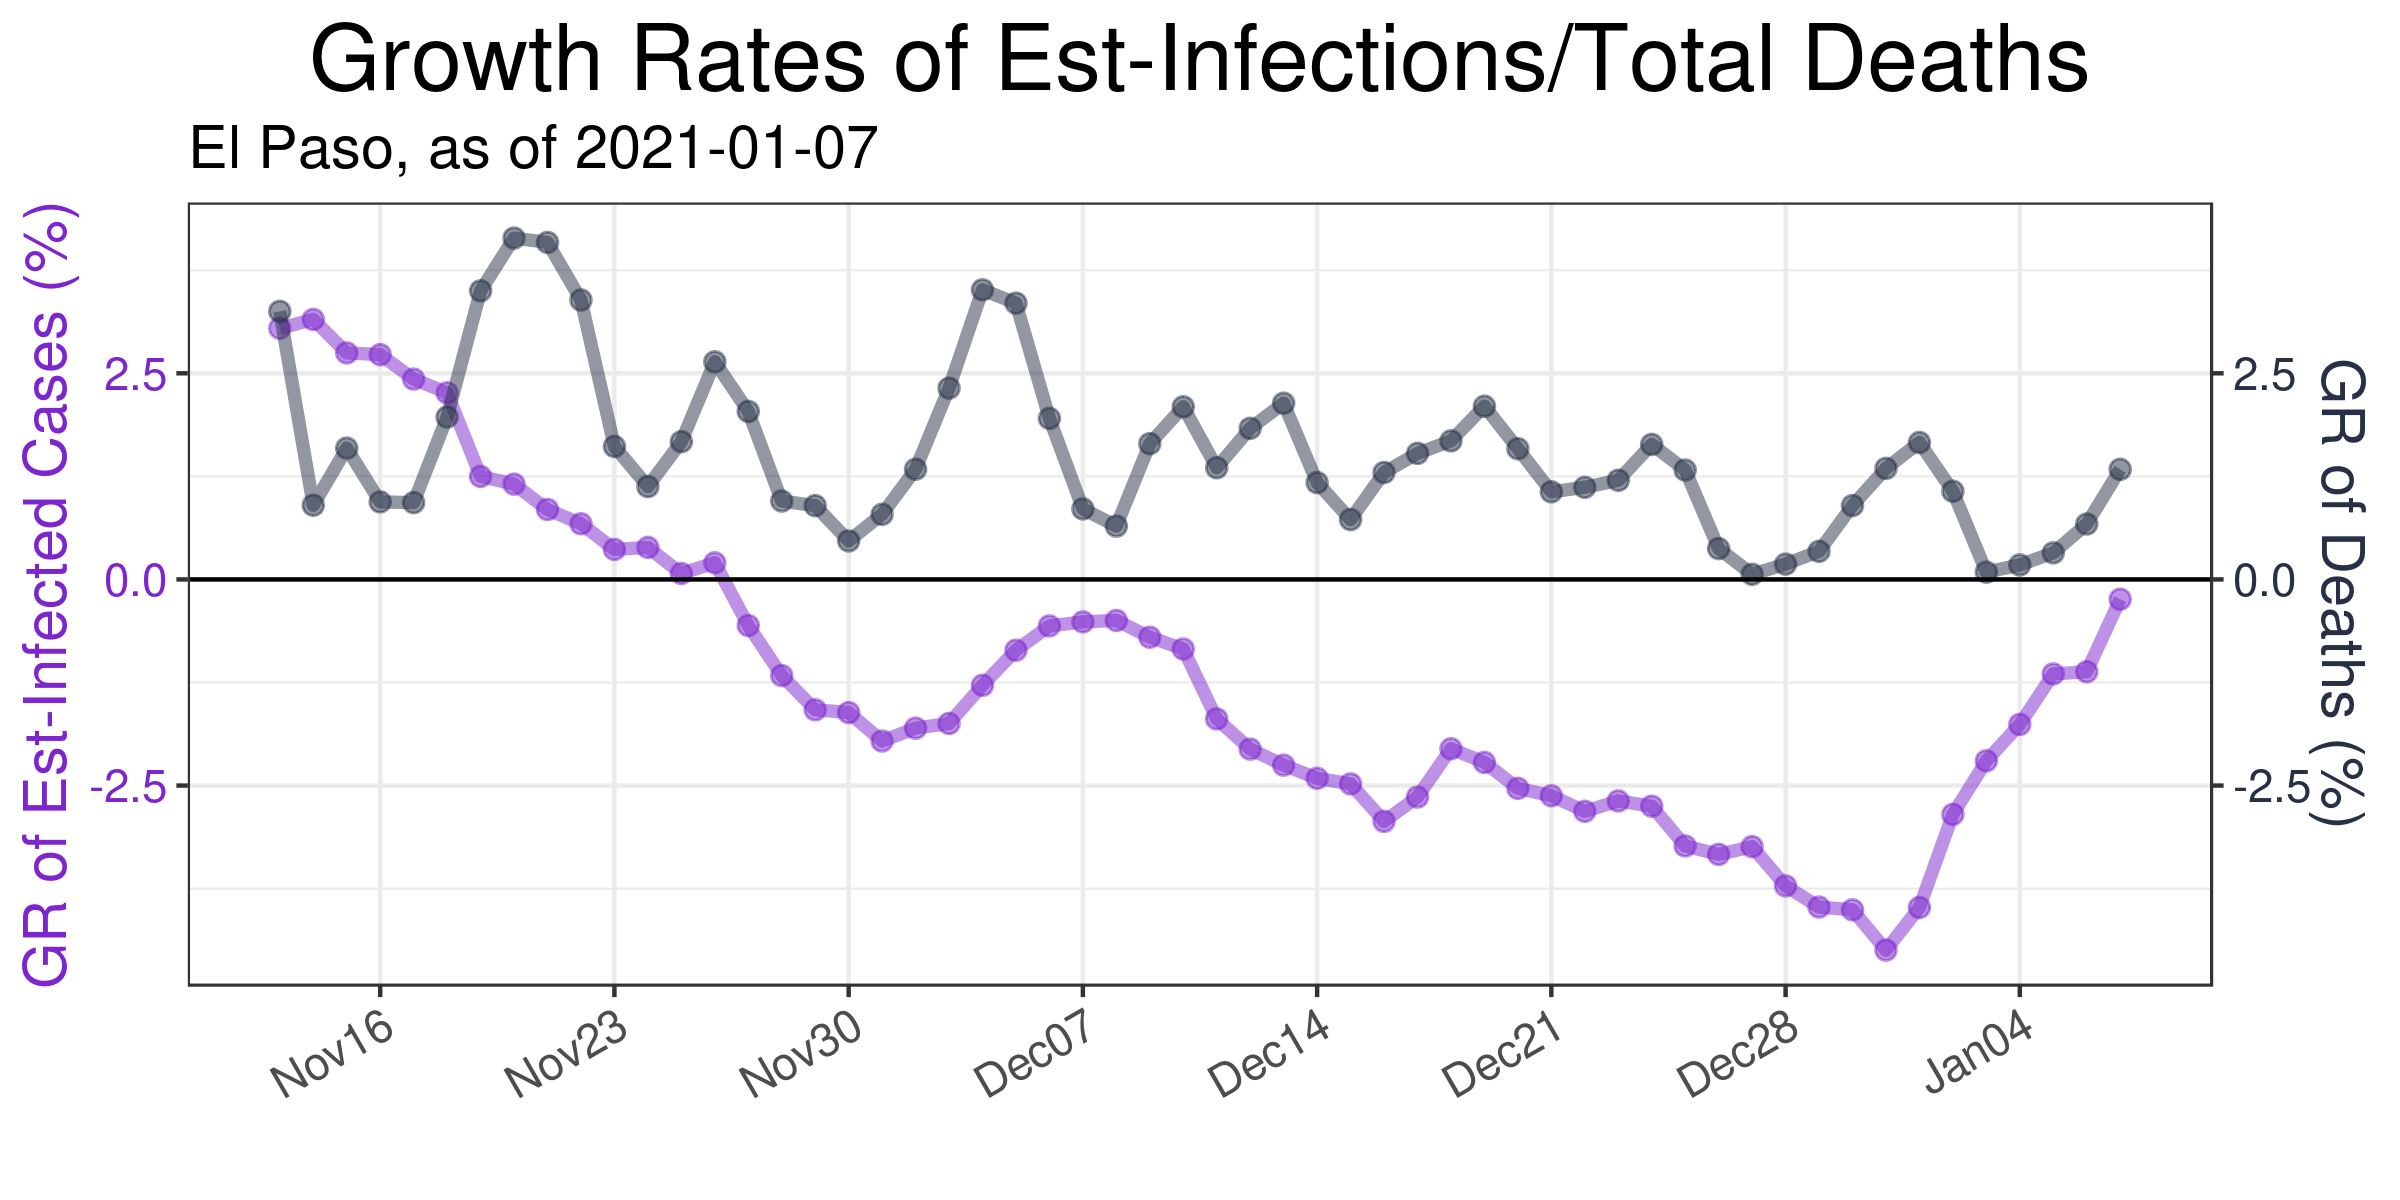 Growth Rates of Est-Infections/Total Deaths
El Paso, as of 2021-01-07
GR of Est-Infected Cases (%)
2.5
0.0
-2.5
2.5
0.0
-2.5
GR of Deaths (%)
Nov16
Nov23
Nov30
Dec07
Dec14
Dec21
Dec28
Jan04